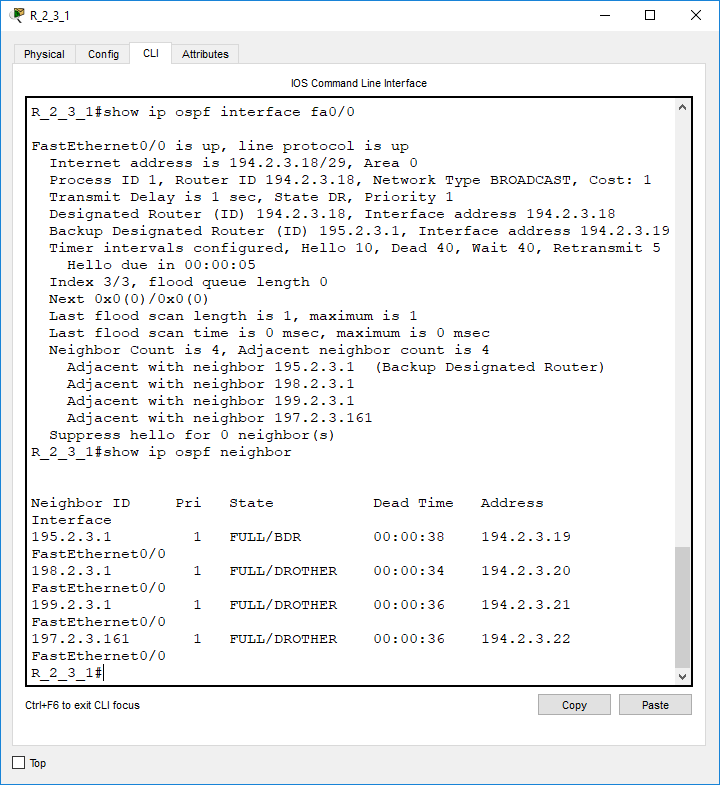 R_2_3_1
Physical Config CLI Attributes
IOS Command Line Interface
R_2_3_1#show ip ospf interface fa0/0
FastEthernet0/0 is up, line protocol is up
Internet address is 194.2.3.18/29, Area 0
Process ID 1, Router ID 194.2.3.18, Network Type BROADCAST, Cost: 1
Transmit Delay is 1 sec, State DR, Priority 1
Designated Router (ID) 194.2.3.18, Interface address 194.2.3.18
Backup Designated Router (ID) 195.2.3.1, Interface address 194.2.3.19
Timer intervals configured, Hello 10, Dead 40, Wait 40, Retransmit 5
Hello due in 00:00:05
Index 3/3, flood queue length 0
Next 0x0(0)/0x0(0)
Last flood scan length is 1, maximum is 1
Last flood scan time is 0 msec, maximum is 0 msec
Neighbor Count is 4, Adjacent neighbor count is 4
Adjacent with neighbor 195.2.3.1 (Backup Designated Router)
Adjacent with neighbor 198.2.3.1
Adjacent with neighbor 199.2.3.1
Adjacent with neighbor 197.2.3.161
Suppress hello for 0 neighbor(s)
R_2_3_1#show ip ospf neighbor
Neighbor ID Pri State Dead Time Address
Interface
195.2.3.1 1 FULL/BDR 00:00:38 194.2.3.19
FastEthernet0/0
198.2.3.1 1 FULL/DROTHER 00:00:34 194.2.3.20
FastEthernet0/0
199.2.3.1 1 FULL/DROTHER 00:00:36 194.2.3.21
FastEthernet0/0
197.2.3.161 1 FULL/DROTHER 00:00:36 194.2.3.22
FastEthernet0/0
R_2_3_1#
Ctrl+F6 to exit CLI focus Copy Paste
Top